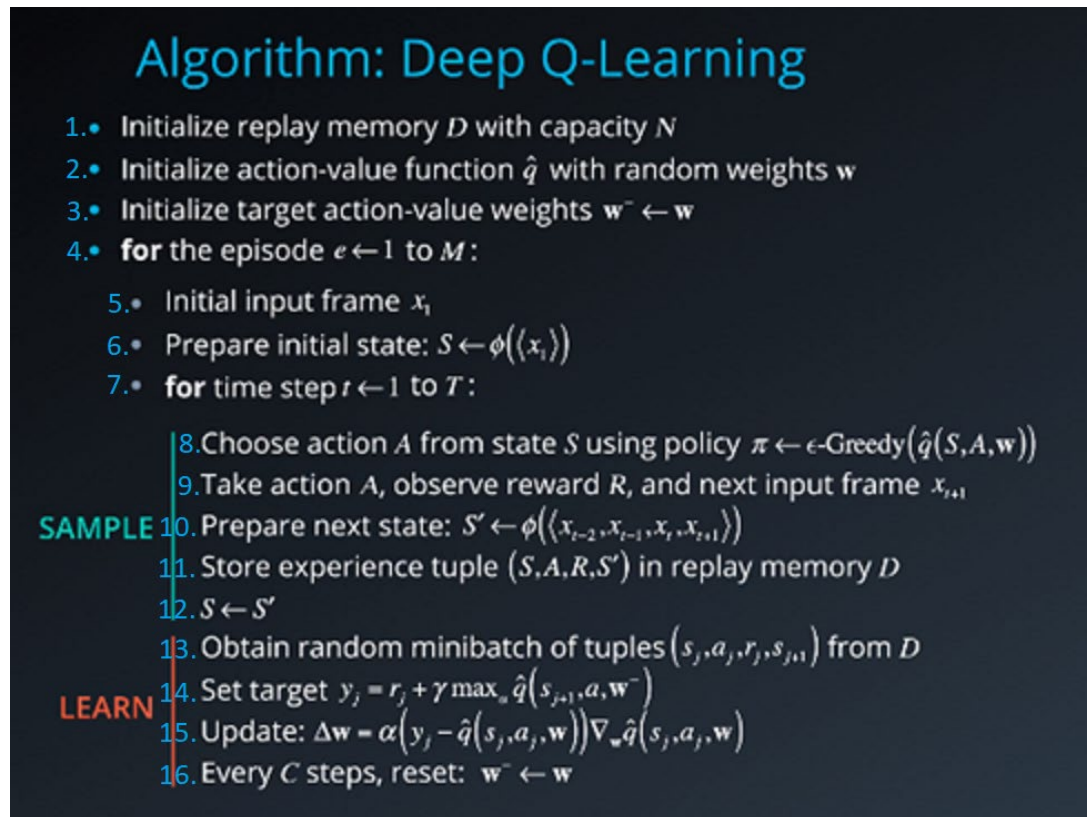 Algorithm: Deep Q-Learning
1.• Initialize replay memory D with capacity N
2.• Initialize action-value function q̂ with random weights w
3.• Initialize target action-value weights w⁻ ← w
4.• for the episode e ← 1 to M:
5.• Initial input frame x₁
6.• Prepare initial state: S ← ϕ(⟨x₁⟩)
7.• for time step t ← 1 to T:
8. Choose action A from state S using policy π ← ϵ-Greedy(q̂(S,A,w))
9. Take action A, observe reward R, and next input frame xₜ₊₁
SAMPLE 10. Prepare next state: S′ ← ϕ(⟨xₜ₋₂,xₜ₋₁,xₜ,xₜ₊₁⟩)
11. Store experience tuple (S,A,R,S′) in replay memory D
12. S ← S′
13. Obtain random minibatch of tuples (sⱼ,aⱼ,rⱼ,sⱼ₊₁) from D
LEARN 14. Set target yⱼ = rⱼ + γ maxₐ q̂(sⱼ₊₁,a,w⁻)
15. Update: Δw = α(yⱼ − q̂(sⱼ,aⱼ,w))∇_w q̂(sⱼ,aⱼ,w)
16. Every C steps, reset: w⁻ ← w